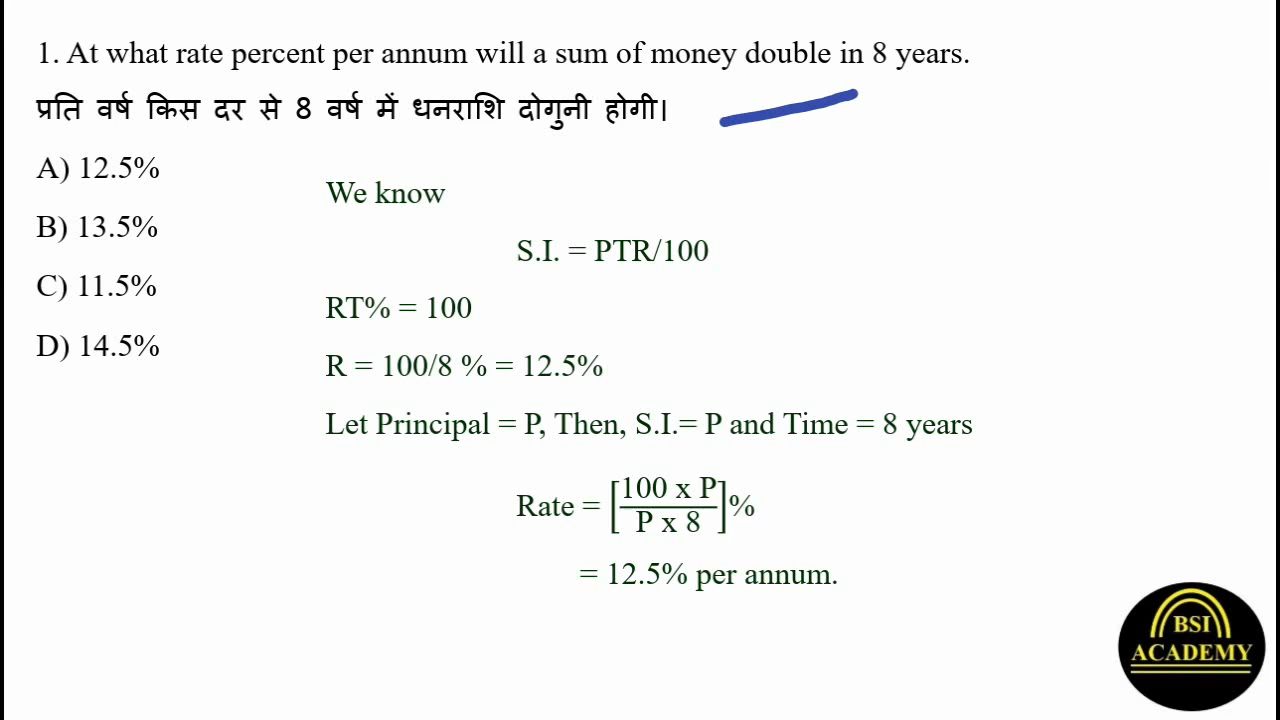 1. At what rate percent per annum will a sum of money double in 8 years.
प्रति वर्ष किस दर से 8 वर्ष में धनराशि दोगुनी होगी।
A) 12.5%
B) 13.5%
C) 11.5%
D) 14.5%
We know
S.I. = PTR/100
RT% = 100
R = 100/8 % = 12.5%
Let Principal = P, Then, S.I.= P and Time = 8 years
Rate = [100 x P / P x 8]%
= 12.5% per annum.
BSI
ACADEMY